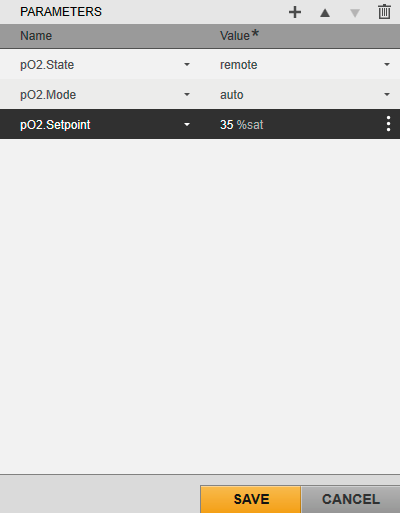 PARAMETERS
Name Value*
pO2.State remote
pO2.Mode auto
pO2.Setpoint 35 %sat
SAVE CANCEL